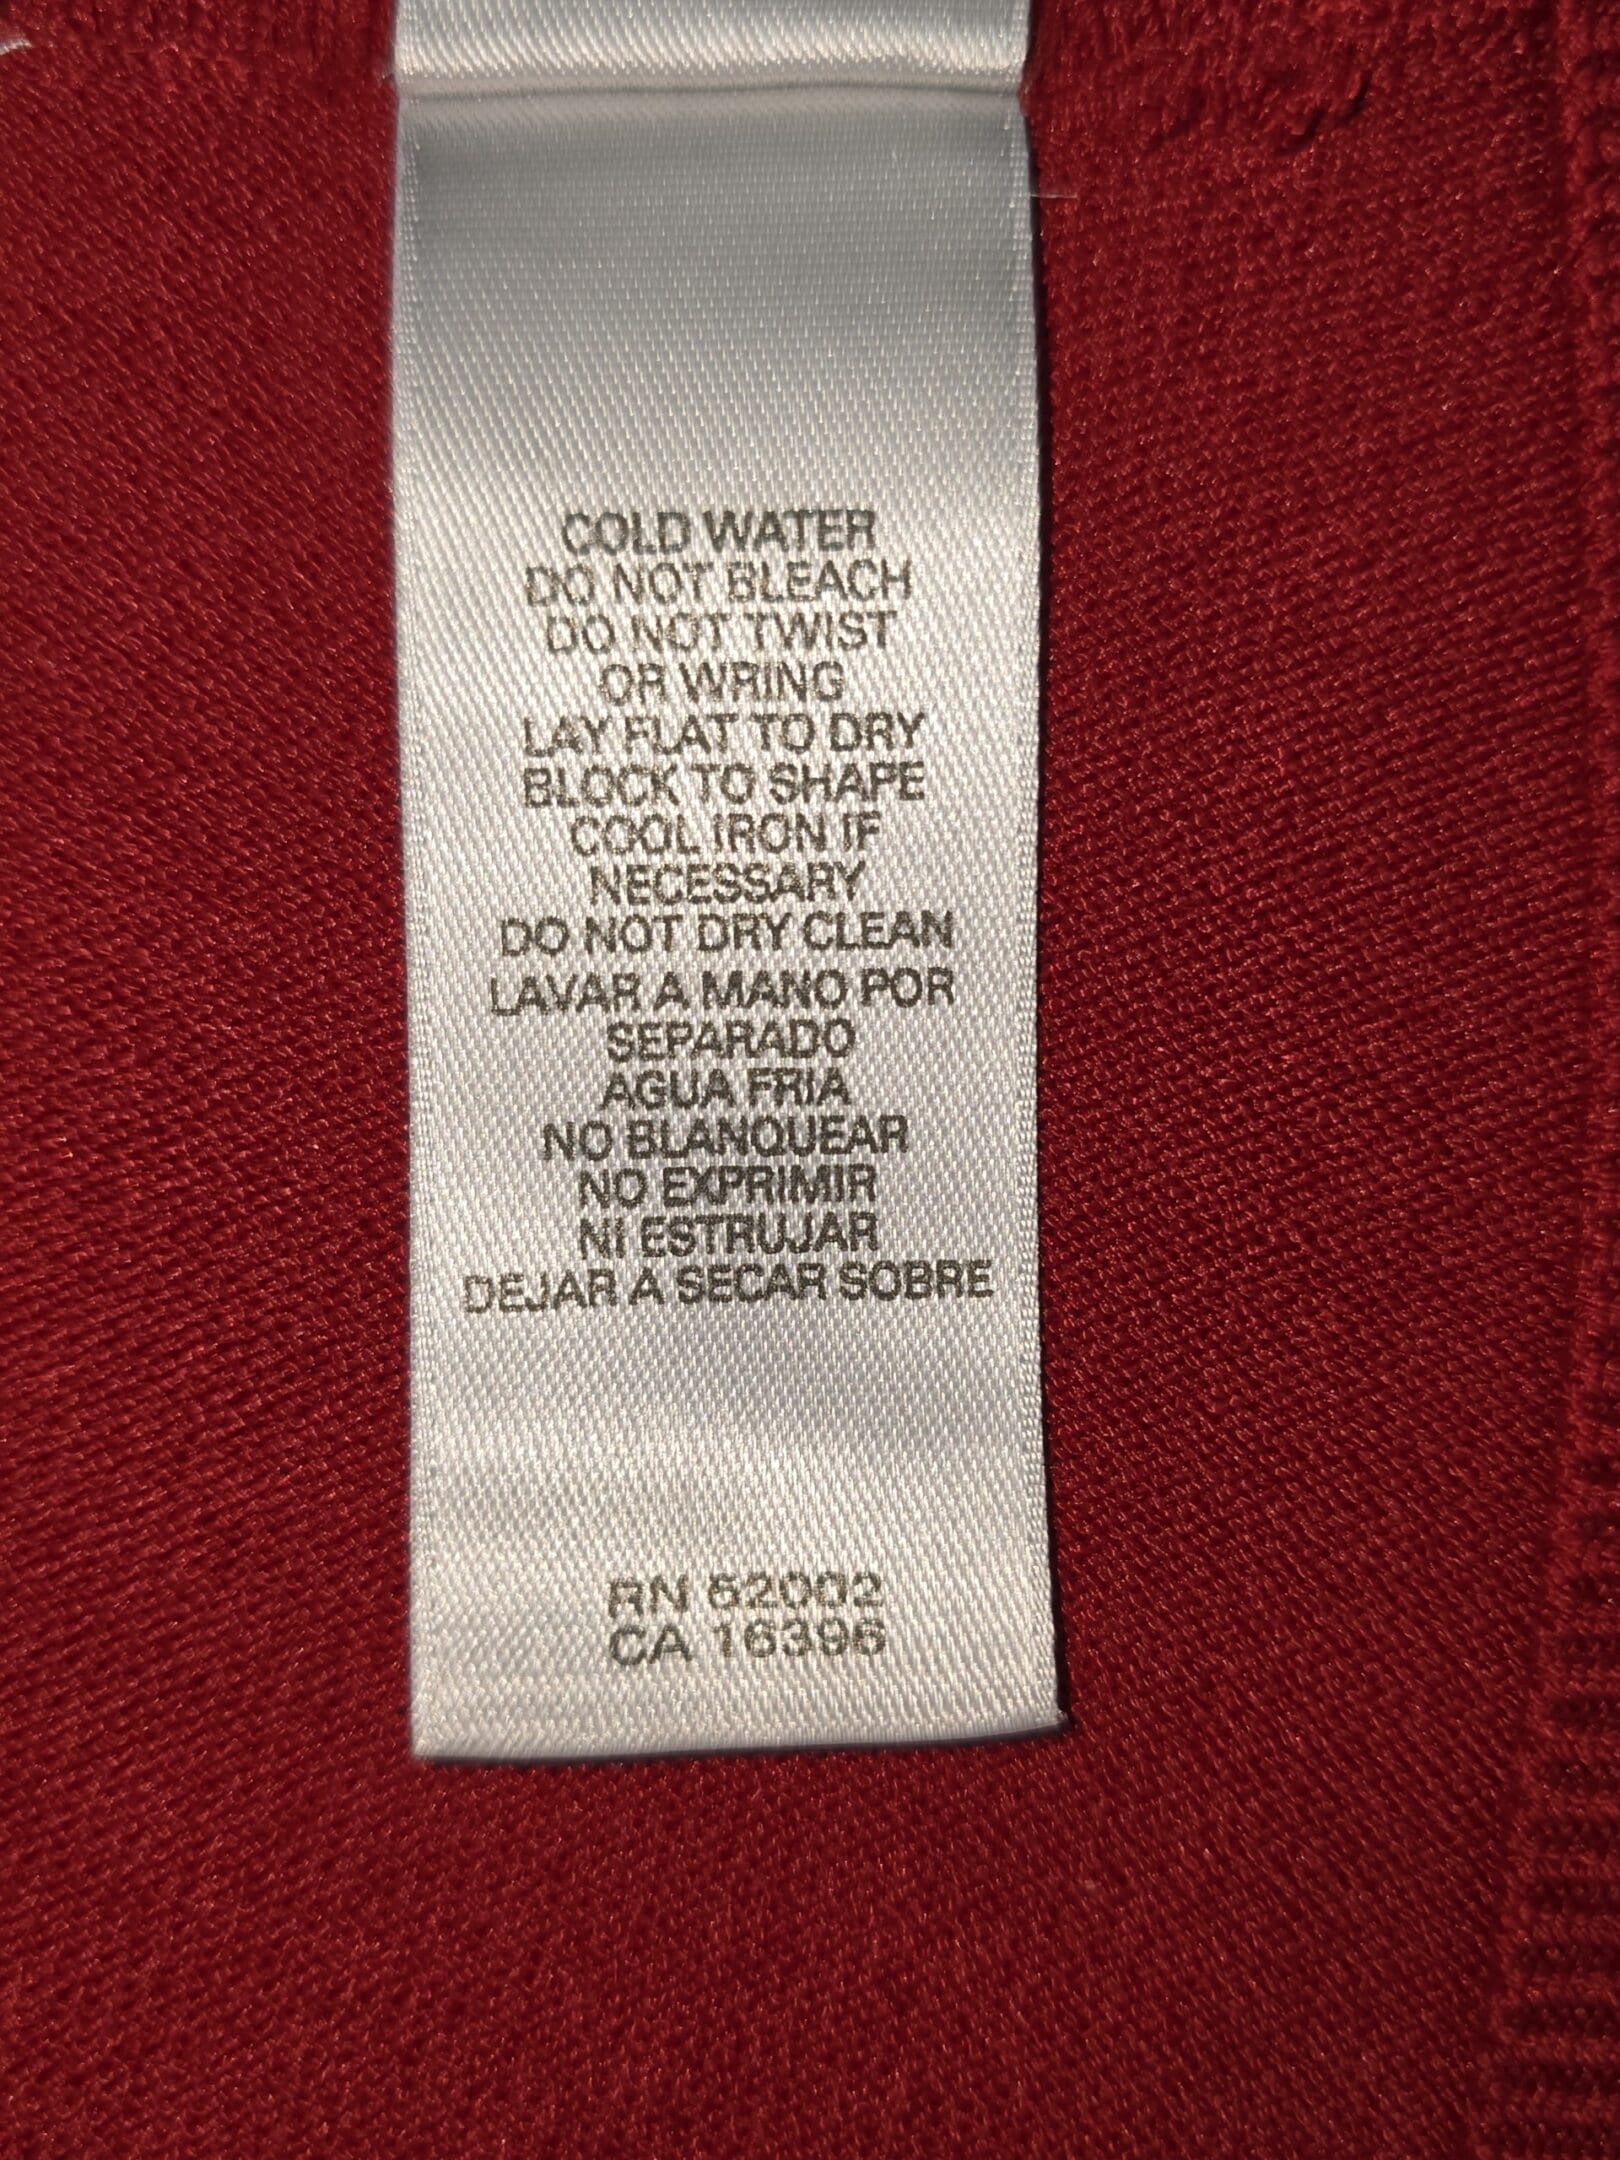 COLD WATER
DO NOT BLEACH
DO NOT TWIST
OR WRING
LAY FLAT TO DRY
BLOCK TO SHAPE
COOL IRON IF
NECESSARY
DO NOT DRY CLEAN
LAVAR A MANO POR
SEPARADO
AGUA FRIA
NO BLANQUEAR
NO EXPRIMIR
NI ESTRUJAR
DEJAR A SECAR SOBRE
RN 52002
CA 16396